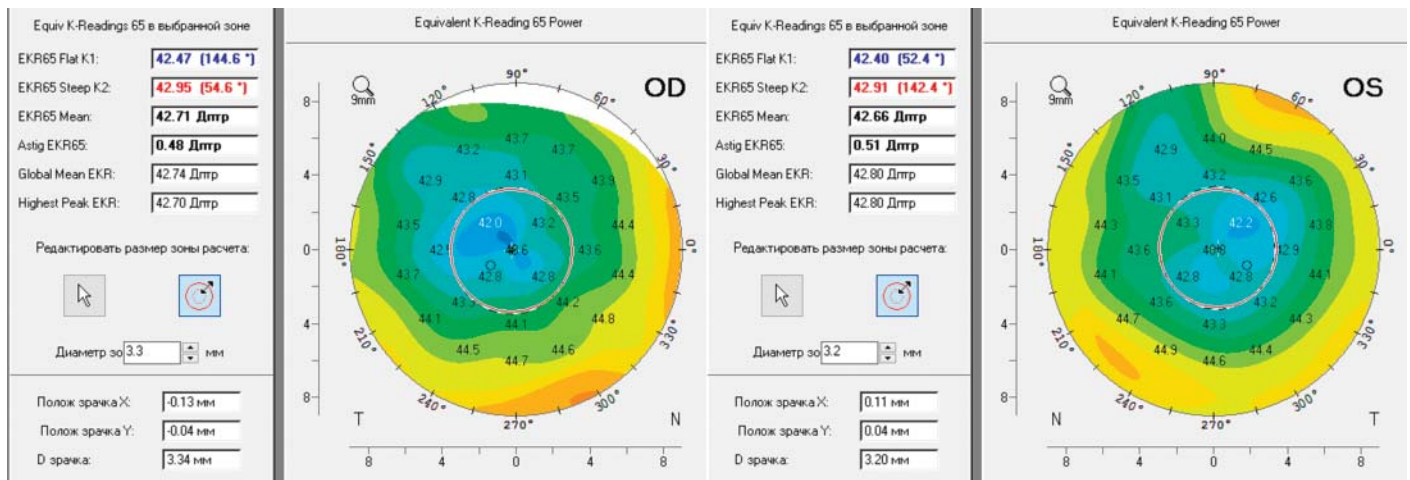 Equiv K-Readings 65 в выбранной зоне
EKR65 Flat K1: 42.47 (144.6 °)
EKR65 Steep K2: 42.95 (54.6 °)
EKR65 Mean: 42.71 Дптр
Astig EKR65: 0.48 Дптр
Global Mean EKR: 42.74 Дптр
Highest Peak EKR: 42.70 Дптр
Редактировать размер зоны расчета:
Диаметр зо 3.3 мм
Полож зрачка X: -0.13 мм
Полож зрачка Y: -0.04 мм
D зрачка: 3.34 мм
Equivalent K-Reading 65 Power
9mm
OD
90°
120° 60°
150° 30°
180° 0°
210° 330°
240° 300°
270°
8
4
0
4
8
43.7
43.2 43.7
42.9 43.1 43.9
42.8 43.5
43.5 42.0 43.2 44.4
42.5 43.6
43.7 42.8 42.8 44.4
43.3 44.2
44.1 44.1 44.8
44.5 44.6
44.7
T N
8 4 0 4 8
Equiv K-Readings 65 в выбранной зоне
EKR65 Flat K1: 42.40 (52.4 °)
EKR65 Steep K2: 42.91 (142.4 °)
EKR65 Mean: 42.66 Дптр
Astig EKR65: 0.51 Дптр
Global Mean EKR: 42.80 Дптр
Highest Peak EKR: 42.80 Дптр
Редактировать размер зоны расчета:
Диаметр зо 3.2 мм
Полож зрачка X: 0.11 мм
Полож зрачка Y: 0.04 мм
D зрачка: 3.20 мм
Equivalent K-Reading 65 Power
9mm
OS
90°
120° 60°
150° 30°
180° 0°
210° 330°
240° 300°
270°
8
4
0
4
8
44.0
42.9 44.5
43.5 43.2 43.6
43.1 42.6
44.3 43.3 42.2 43.8
43.6 42.9
44.1 42.8 42.8 44.1
43.6 43.2
44.7 43.3 44.3
44.9 44.4
44.6
N T
8 4 0 4 8